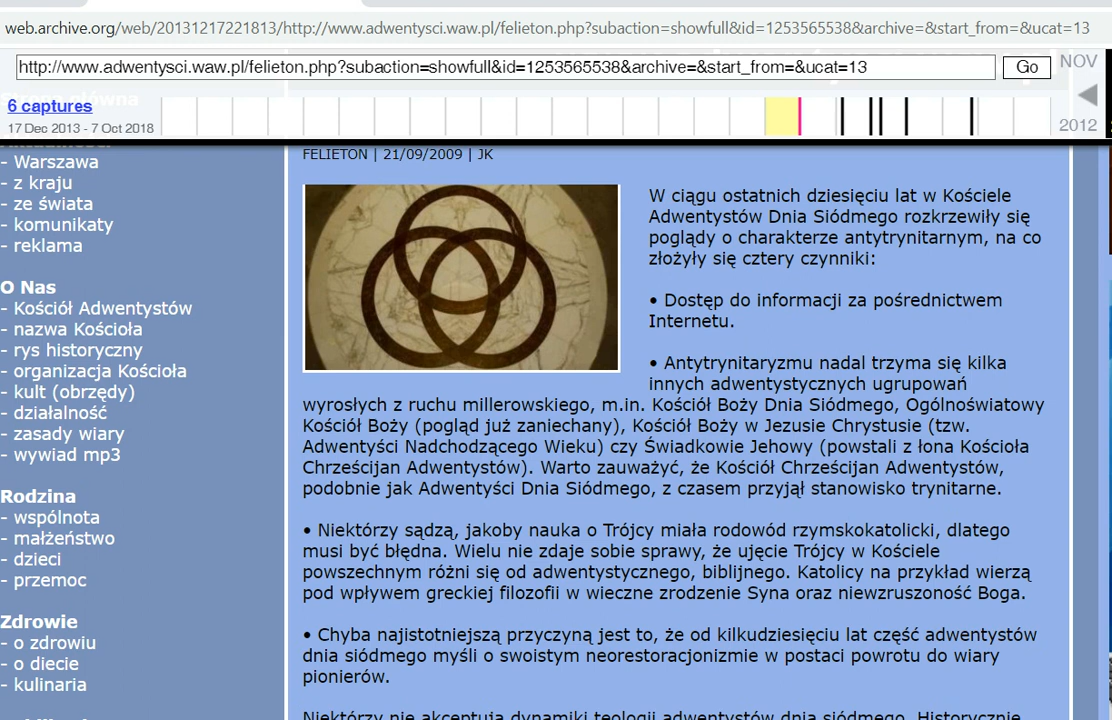 web.archive.org/web/20131217221813/http://www.adwentysci.waw.pl/felieton.php?subaction=showfull&id=1253565538&archive=&start_from=&ucat=13
http://www.adwentysci.waw.pl/felieton.php?subaction=showfull&id=1253565538&archive=&start_from=&ucat=13
Go
NOV
6 captures
17 Dec 2013 - 7 Oct 2018
2012
- Warszawa
- z kraju
- ze świata
- komunikaty
- reklama
O Nas
- Kościół Adwentystów
- nazwa Kościoła
- rys historyczny
- organizacja Kościoła
- kult (obrzędy)
- działalność
- zasady wiary
- wywiad mp3
Rodzina
- wspólnota
- małżeństwo
- dzieci
- przemoc
Zdrowie
- o zdrowiu
- o diecie
- kulinaria
FELIETON | 21/09/2009 | JK
W ciągu ostatnich dziesięciu lat w Kościele
Adwentystów Dnia Siódmego rozkrzewiły się
poglądy o charakterze antytrynitarnym, na co
złożyły się cztery czynniki:
• Dostęp do informacji za pośrednictwem
Internetu.
• Antytrynitaryzmu nadal trzyma się kilka
innych adwentystycznych ugrupowań
wyrosłych z ruchu millerowskiego, m.in. Kościół Boży Dnia Siódmego, Ogólnoświatowy
Kościół Boży (pogląd już zaniechany), Kościół Boży w Jezusie Chrystusie (tzw.
Adwentyści Nadchodzącego Wieku) czy Świadkowie Jehowy (powstali z łona Kościoła
Chrześcijan Adwentystów). Warto zauważyć, że Kościół Chrześcijan Adwentystów,
podobnie jak Adwentyści Dnia Siódmego, z czasem przyjął stanowisko trynitarne.
• Niektórzy sądzą, jakoby nauka o Trójcy miała rodowód rzymskokatolicki, dlatego
musi być błędna. Wielu nie zdaje sobie sprawy, że ujęcie Trójcy w Kościele
powszechnym różni się od adwentystycznego, biblijnego. Katolicy na przykład wierzą
pod wpływem greckiej filozofii w wieczne zrodzenie Syna oraz niewzruszoność Boga.
• Chyba najistotniejszą przyczyną jest to, że od kilkudziesięciu lat część adwentystów
dnia siódmego myśli o swoistym neorestoracjonizmie w postaci powrotu do wiary
pionierów.
Niektórzy nie akceptują dynamiki teologii adwentystów dnia siódmego. Historycznie